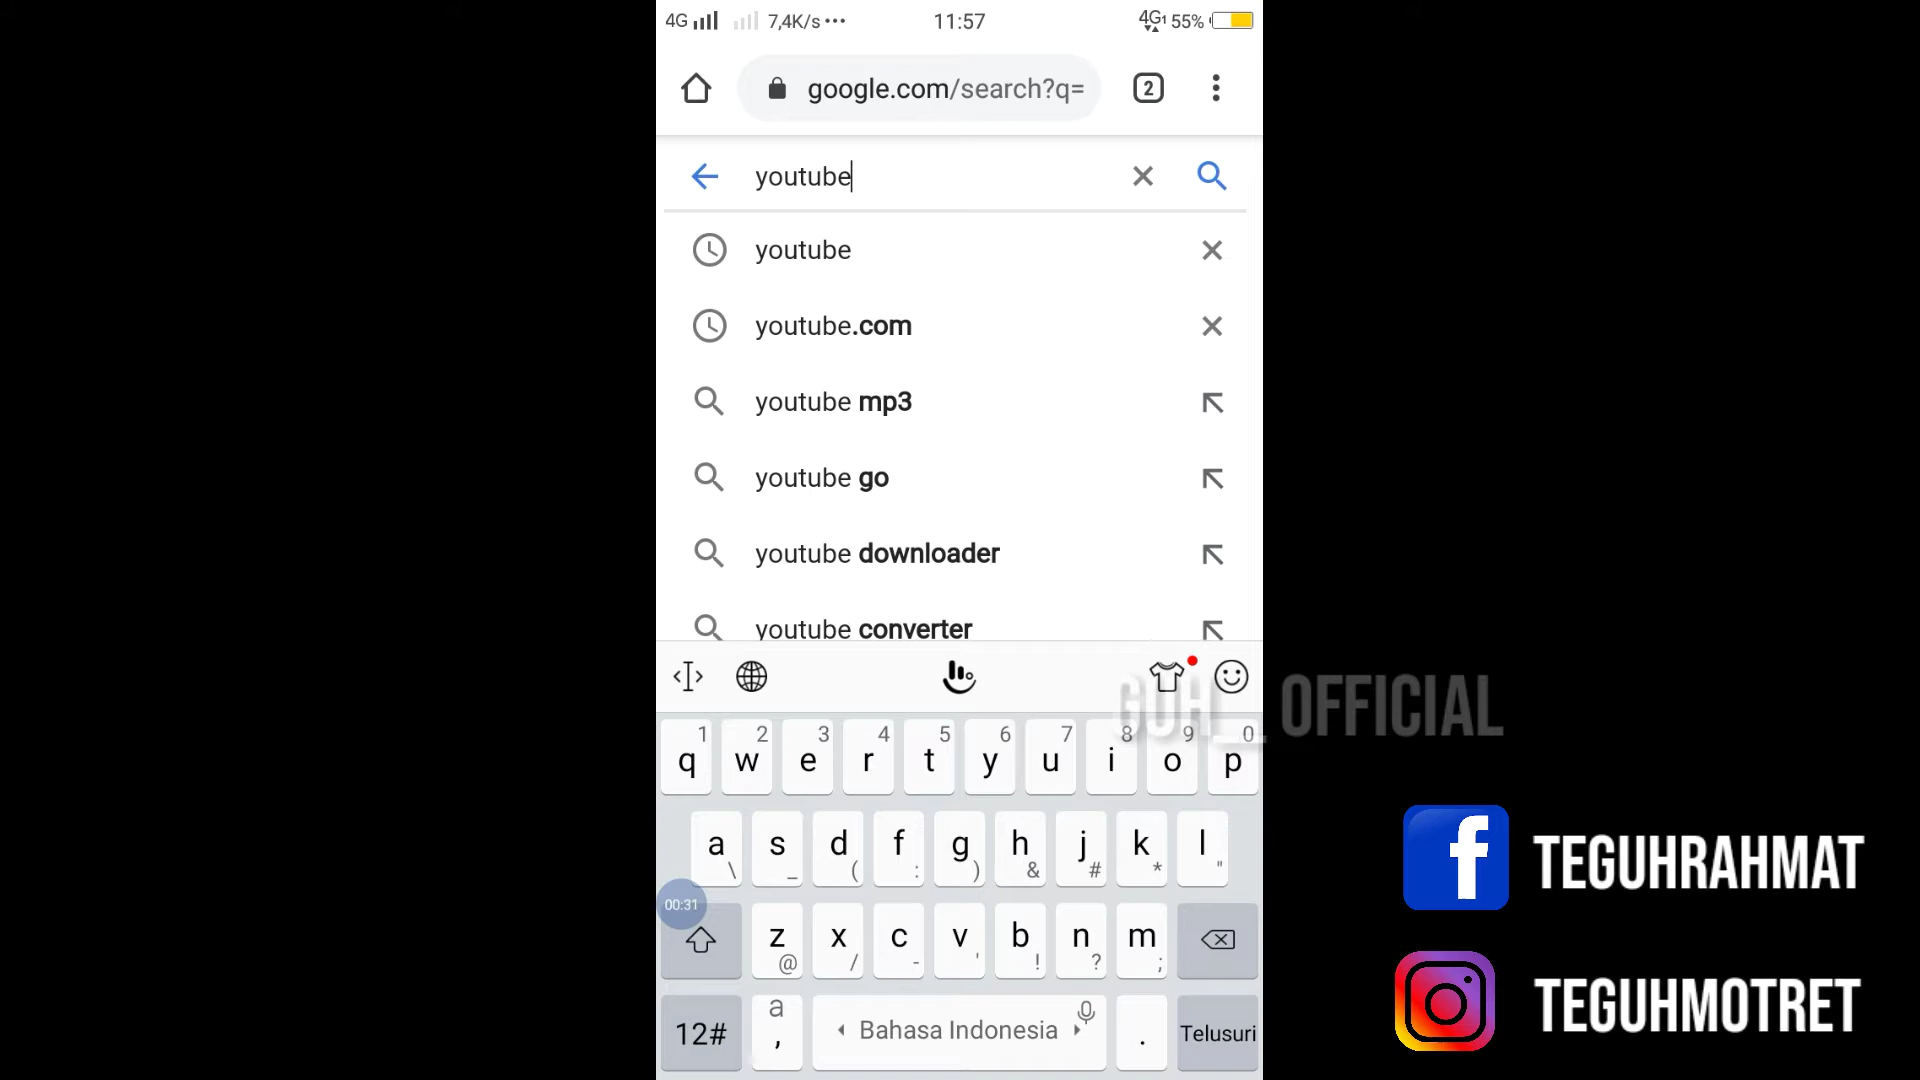 4G 7,4K/s ... 11:57 4G 55%
google.com/search?q= 2
youtube
youtube
youtube.com
youtube mp3
youtube go
youtube downloader
youtube converter
GUH_ OFFICIAL
1 2 3 4 5 6 7 8 9 0
q w e r t y u i o p
a s d f g h j k l
\ _ ( : ) & # * "
00:31
z x c v b n m
@ / - ' ! ? ;
12# a , Bahasa Indonesia . Telusuri
f TEGUHRAHMAT
TEGUHMOTRET